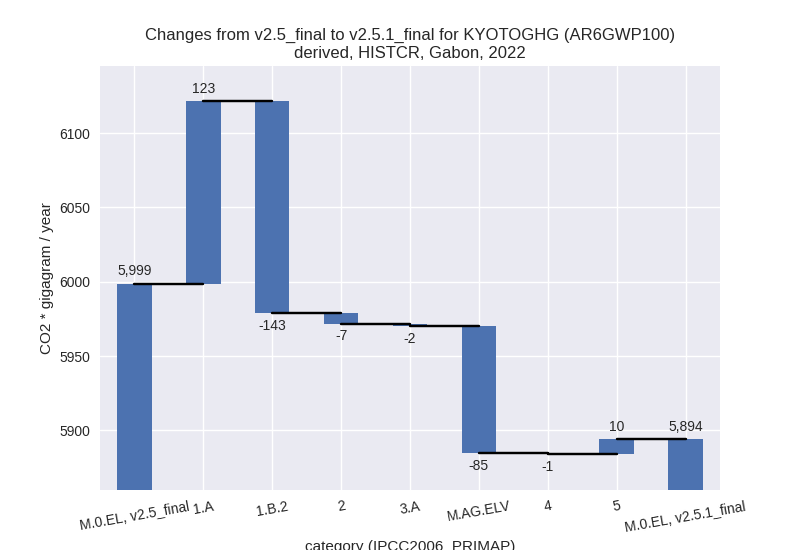 Changes from v2.5_final to v2.5.1_final for KYOTOGHG (AR6GWP100)
derived, HISTCR, Gabon, 2022
CO2 * gigagram / year
6100
6050
6000
5950
5900
5,999
123
-143
-7
-2
-85
-1
10
5,894
M.0.EL, v2.5_final
1.A
1.B.2
2
3.A
M.AG.ELV
4
5
M.0.EL, v2.5.1_final
category (IPCC2006_PRIMAP)